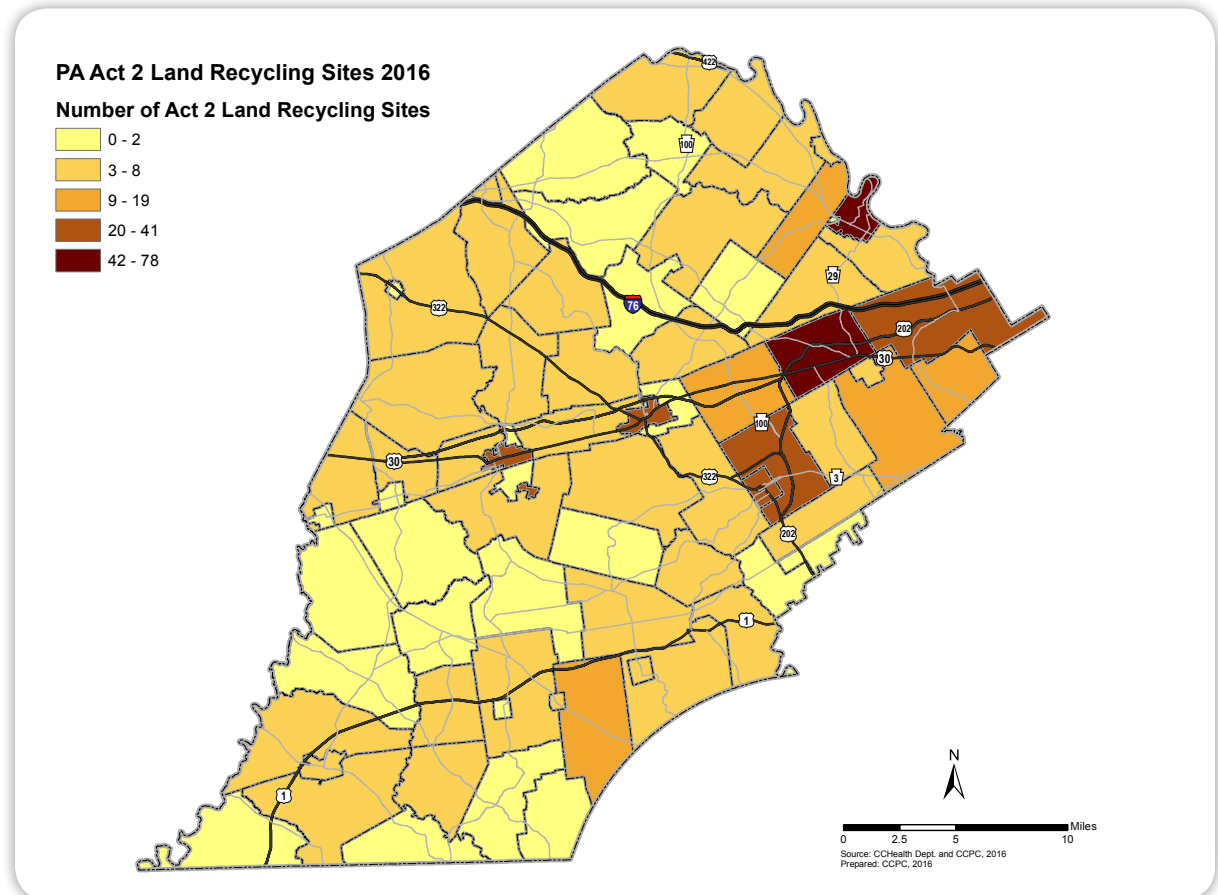 PA Act 2 Land Recycling Sites 2016
Number of Act 2 Land Recycling Sites
0 - 2
3 - 8
9 - 19
20 - 41
42 - 78
422
100
29
322
76
202
30
100
30
322
3
202
1
1
N
Miles
0 2.5 5 10
Source: CCHealth Dept. and CCPC, 2016
Prepared: CCPC, 2016